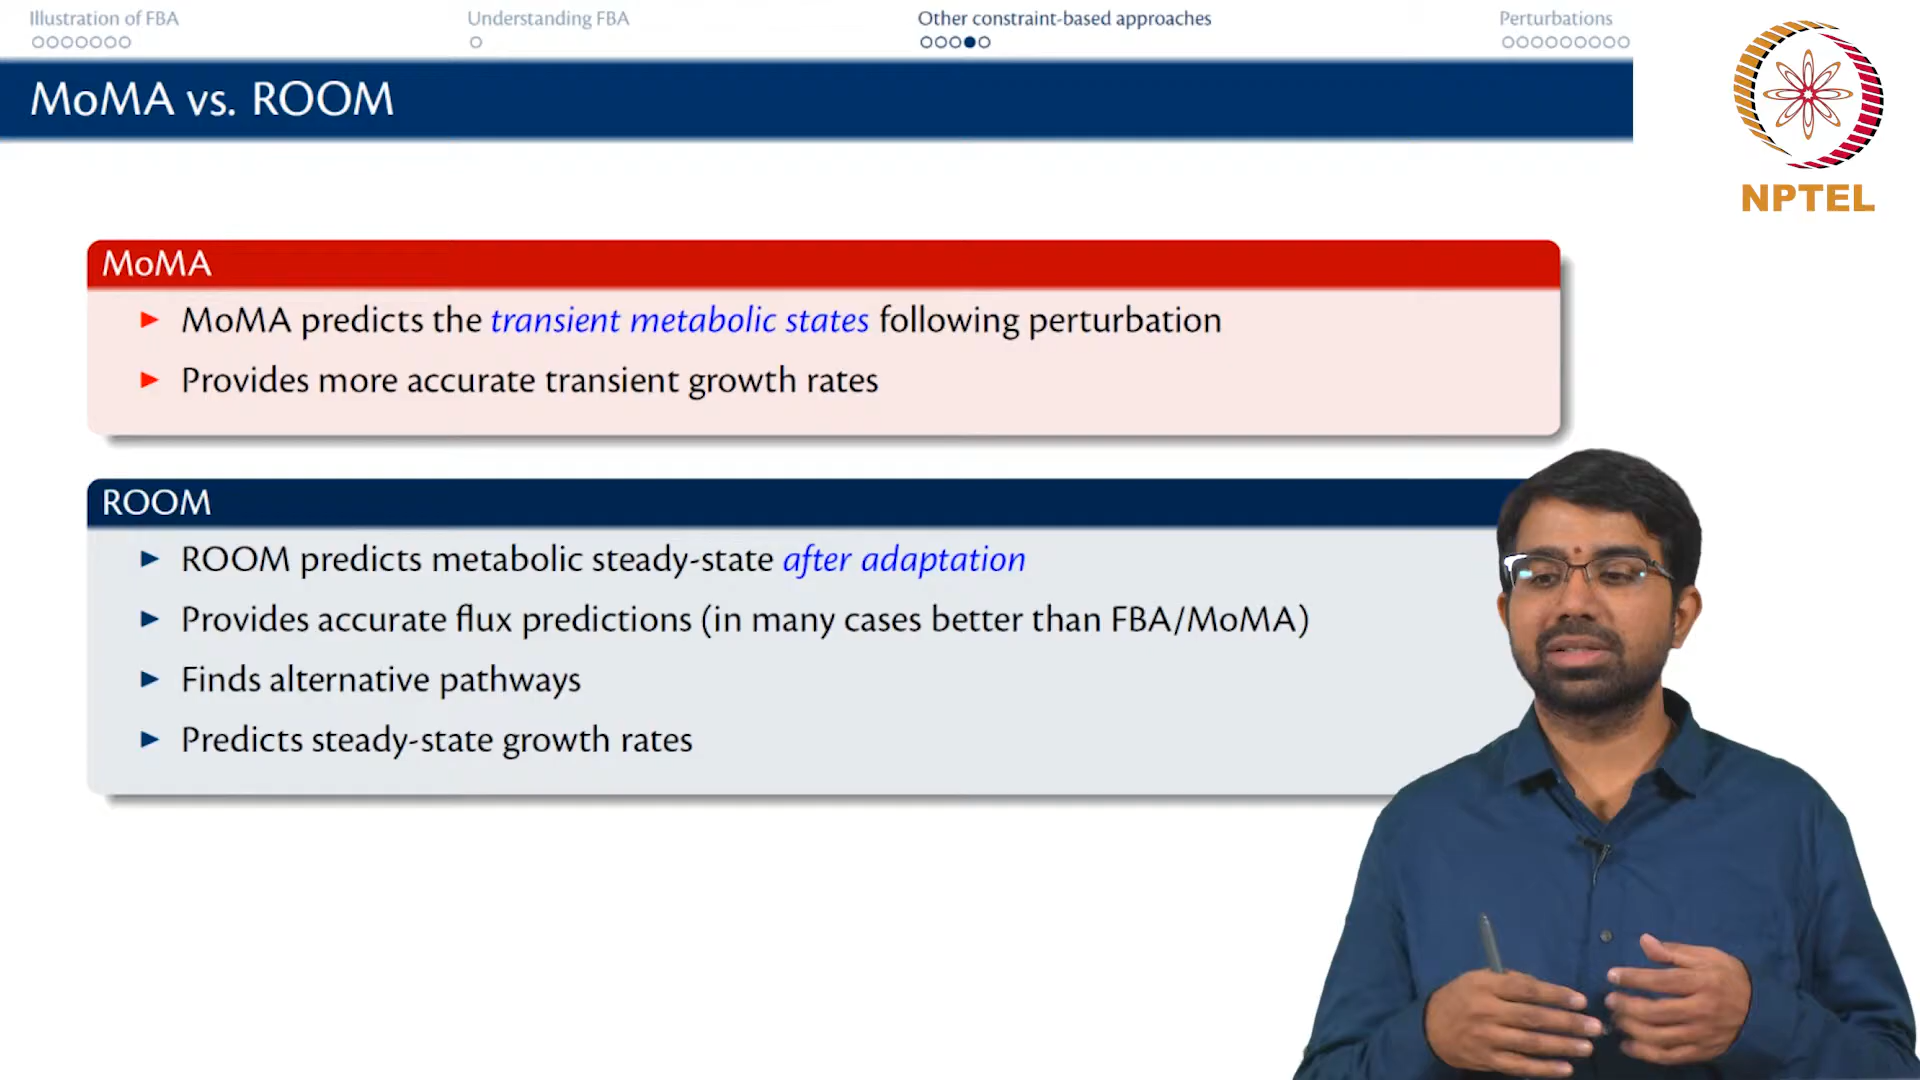 Illustration of FBA
Understanding FBA
Other constraint-based approaches
Perturbations
MoMA vs. ROOM
NPTEL
MoMA
MoMA predicts the transient metabolic states following perturbation
Provides more accurate transient growth rates
ROOM
ROOM predicts metabolic steady-state after adaptation
Provides accurate flux predictions (in many cases better than FBA/MoMA)
Finds alternative pathways
Predicts steady-state growth rates